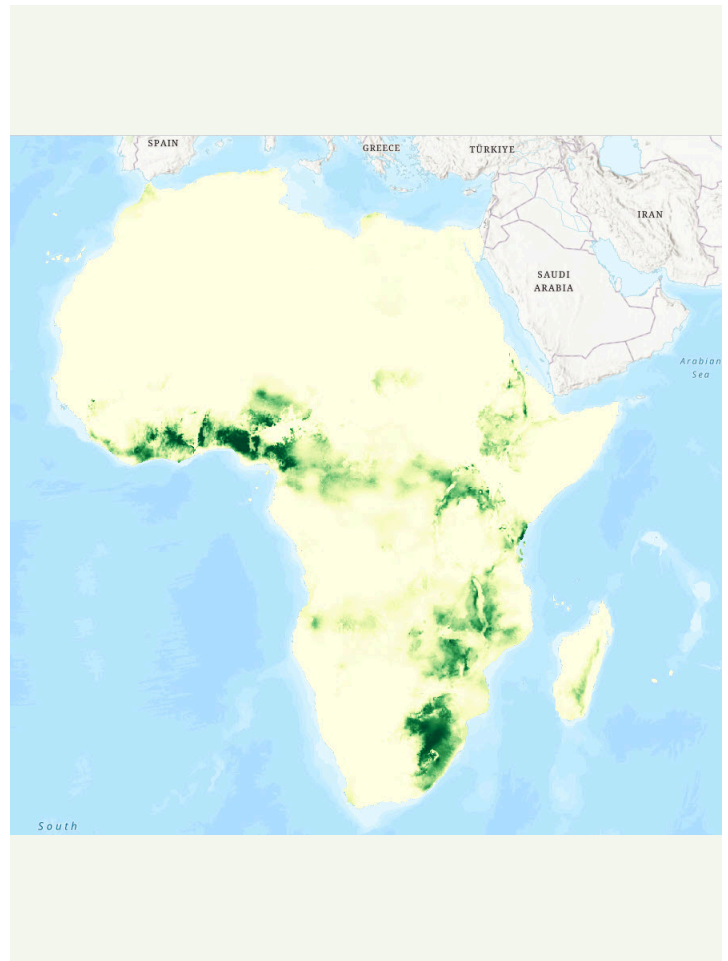 SPAIN
GREECE
TÜRKIYE
IRAN
SAUDI
ARABIA
Arabian
Sea
South